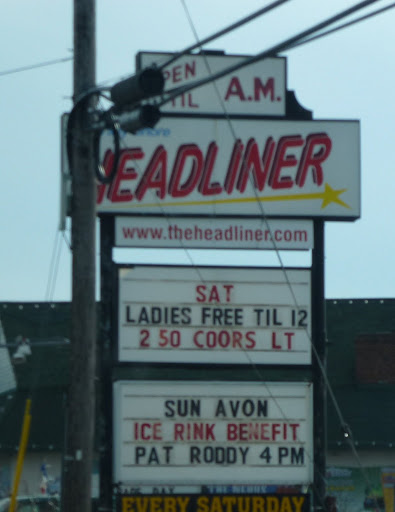 OPEN
TIL A.M.
HEADLINER
www.theheadliner.com
SAT
LADIES FREE TIL 12
2 50 COORS LT
SUN AVON
ICE RINK BENEFIT
PAT RODDY 4 PM
EVERY SATURDAY